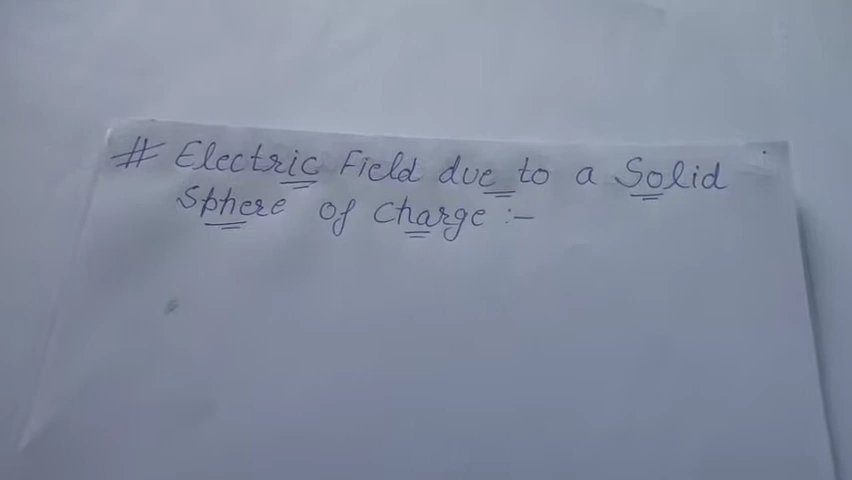 # Electric Field due to a Solid
Sphere of Charge :-